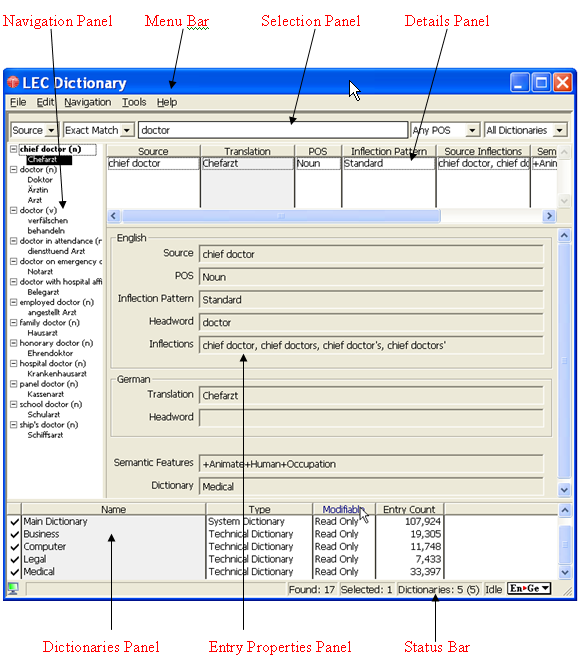 Navigation Panel Menu Bar Selection Panel Details Panel
LEC Dictionary
File Edit Navigation Tools Help
Source Exact Match doctor Any POS All Dictionaries
chief doctor (n)
Chefarzt
doctor (n)
Doktor
Ärztin
Arzt
doctor (v)
verfälschen
behandeln
doctor in attendance (n
diensttuend Arzt
doctor on emergency c
Notarzt
doctor with hospital affi
Belegarzt
employed doctor (n)
angestellt Arzt
family doctor (n)
Hausarzt
honorary doctor (n)
Ehrendoktor
hospital doctor (n)
Krankenhausarzt
panel doctor (n)
Kassenarzt
school doctor (n)
Schularzt
ship's doctor (n)
Schiffsarzt
Source Translation POS Inflection Pattern Source Inflections Sem
chief doctor Chefarzt Noun Standard chief doctor, chief do +Anim
English
Source chief doctor
POS Noun
Inflection Pattern Standard
Headword doctor
Inflections chief doctor, chief doctors, chief doctor's, chief doctors'
German
Translation Chefarzt
Headword
Semantic Features +Animate+Human+Occupation
Dictionary Medical
Name Type Modifiable Entry Count
Main Dictionary System Dictionary Read Only 107,924
Business Technical Dictionary Read Only 19,305
Computer Technical Dictionary Read Only 11,748
Legal Technical Dictionary Read Only 7,433
Medical Technical Dictionary Read Only 33,397
Found: 17 Selected: 1 Dictionaries: 5 (5) Idle En Ge
Dictionaries Panel Entry Properties Panel Status Bar